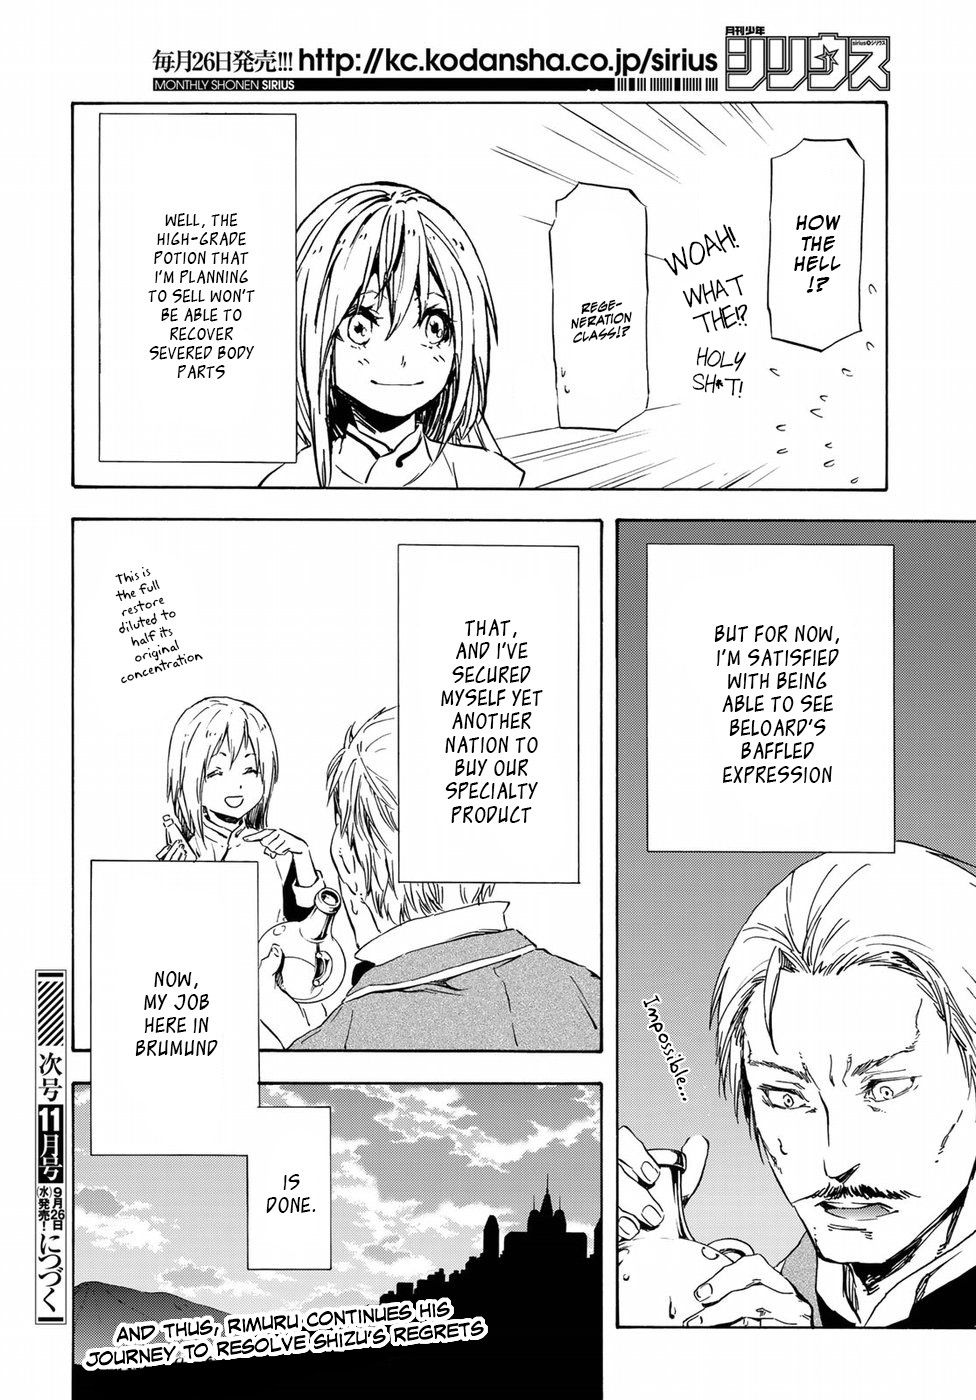 毎月26日発売!!! http://kc.kodansha.co.jp/sirius
MONTHLY SHONEN SIRIUS
月刊少年
シリウス
HOW
THE
HELL
!?
WOAH!
WHAT
THE!?
HOLY
SH*T!
REGE-
NERATION
CLASS!?
WELL, THE
HIGH-GRADE
POTION THAT
I'M PLANNING
TO SELL WON'T
BE ABLE TO
RECOVER
SEVERED BODY
PARTS
BUT FOR NOW,
I'M SATISFIED
WITH BEING
ABLE TO SEE
BELOARD'S
BAFFLED
EXPRESSION
Impossible...
THAT,
AND I'VE
SECURED
MYSELF YET
ANOTHER
NATION TO
BUY OUR
SPECIALTY
PRODUCT
This is
the full
restore
diluted to
half its
original
concentration
NOW,
MY JOB
HERE IN
BRUMUND
IS
DONE.
AND THUS, RIMURU CONTINUES HIS
JOURNEY TO RESOLVE SHIZU'S REGRETS
次号11月号9月26日(水)発売!につづく